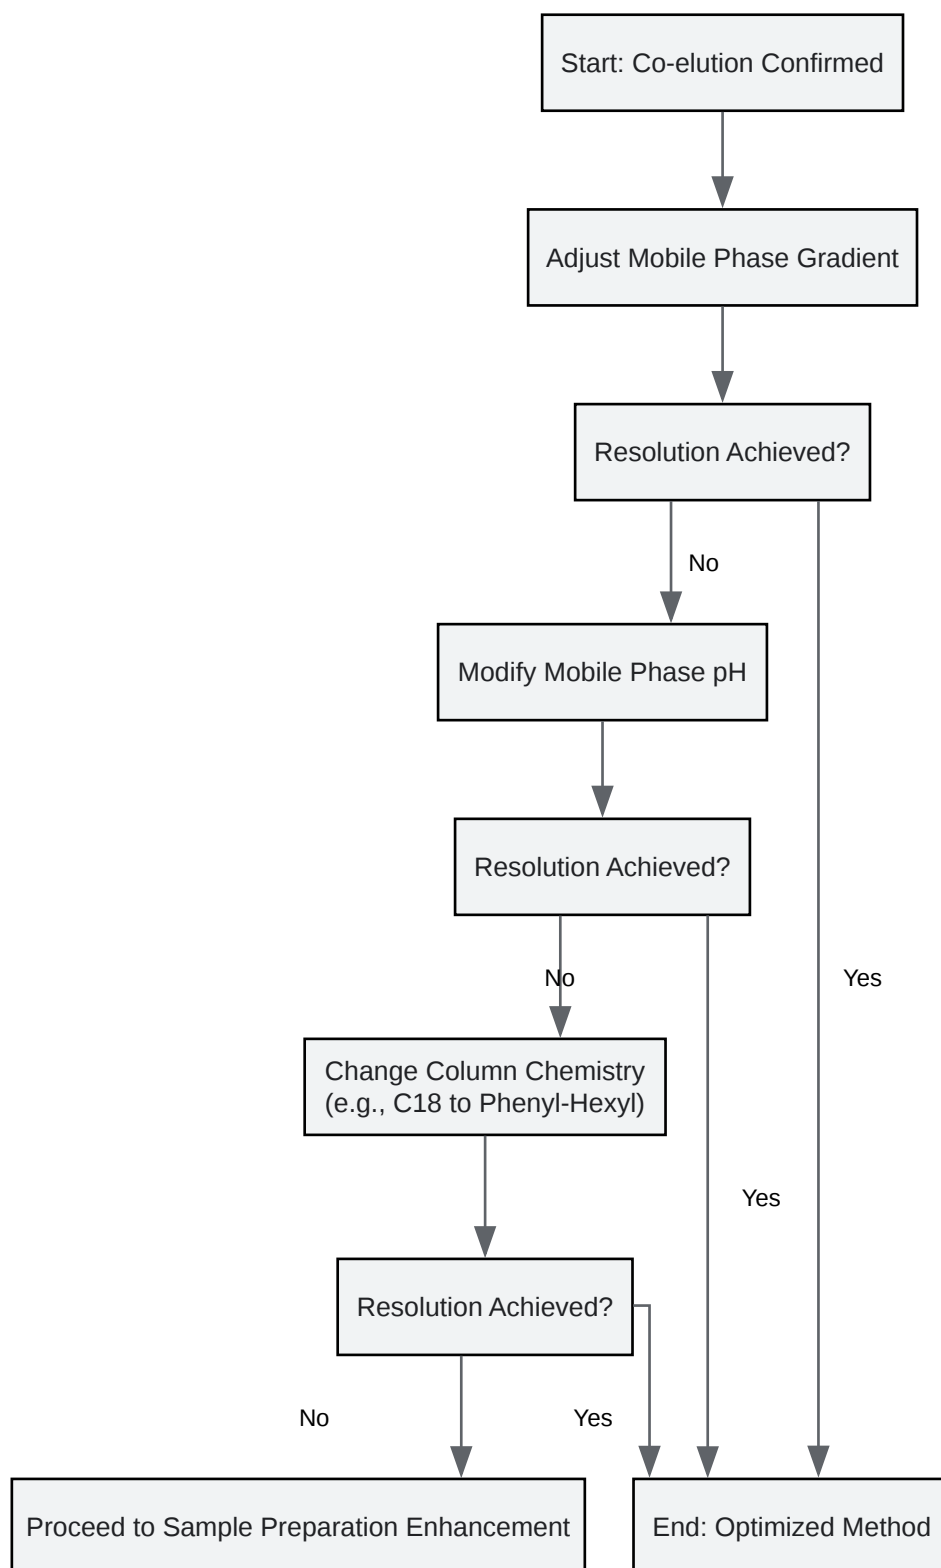 Start: Co-elution Confirmed
Adjust Mobile Phase Gradient
Resolution Achieved?
No
Modify Mobile Phase pH
Resolution Achieved?
No
Yes
Change Column Chemistry
(e.g., C18 to Phenyl-Hexyl)
Yes
Resolution Achieved?
No
Yes
Proceed to Sample Preparation Enhancement
End: Optimized Method